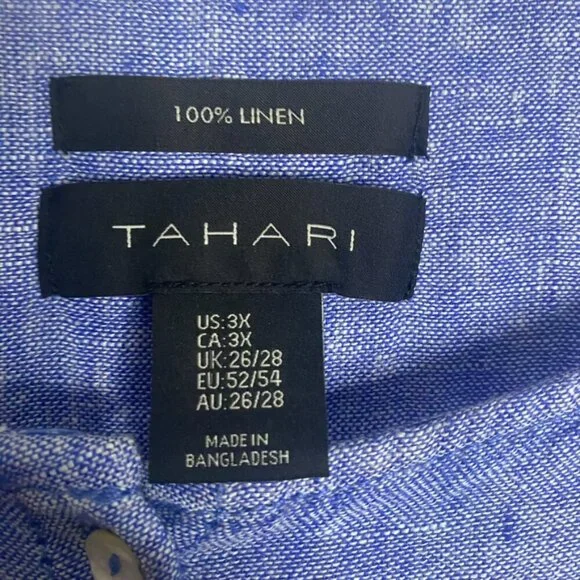 100% LINEN
TAHARI
US:3X
CA:3X
UK:26/28
EU:52/54
AU:26/28
MADE IN
BANGLADESH